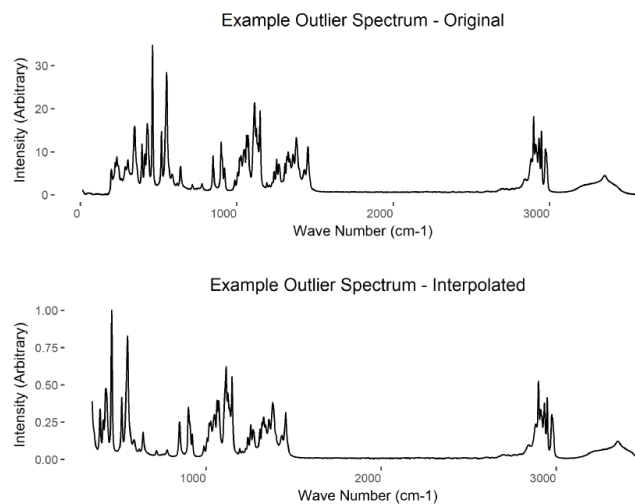 Example Outlier Spectrum - Original
Intensity (Arbitrary)
30 -
20 -
10 -
0 -
0
1000
2000
3000
Wave Number (cm-1)
Example Outlier Spectrum - Interpolated
Intensity (Arbitrary)
1.00 -
0.75 -
0.50 -
0.25 -
0.00 -
1000
2000
3000
Wave Number (cm-1)